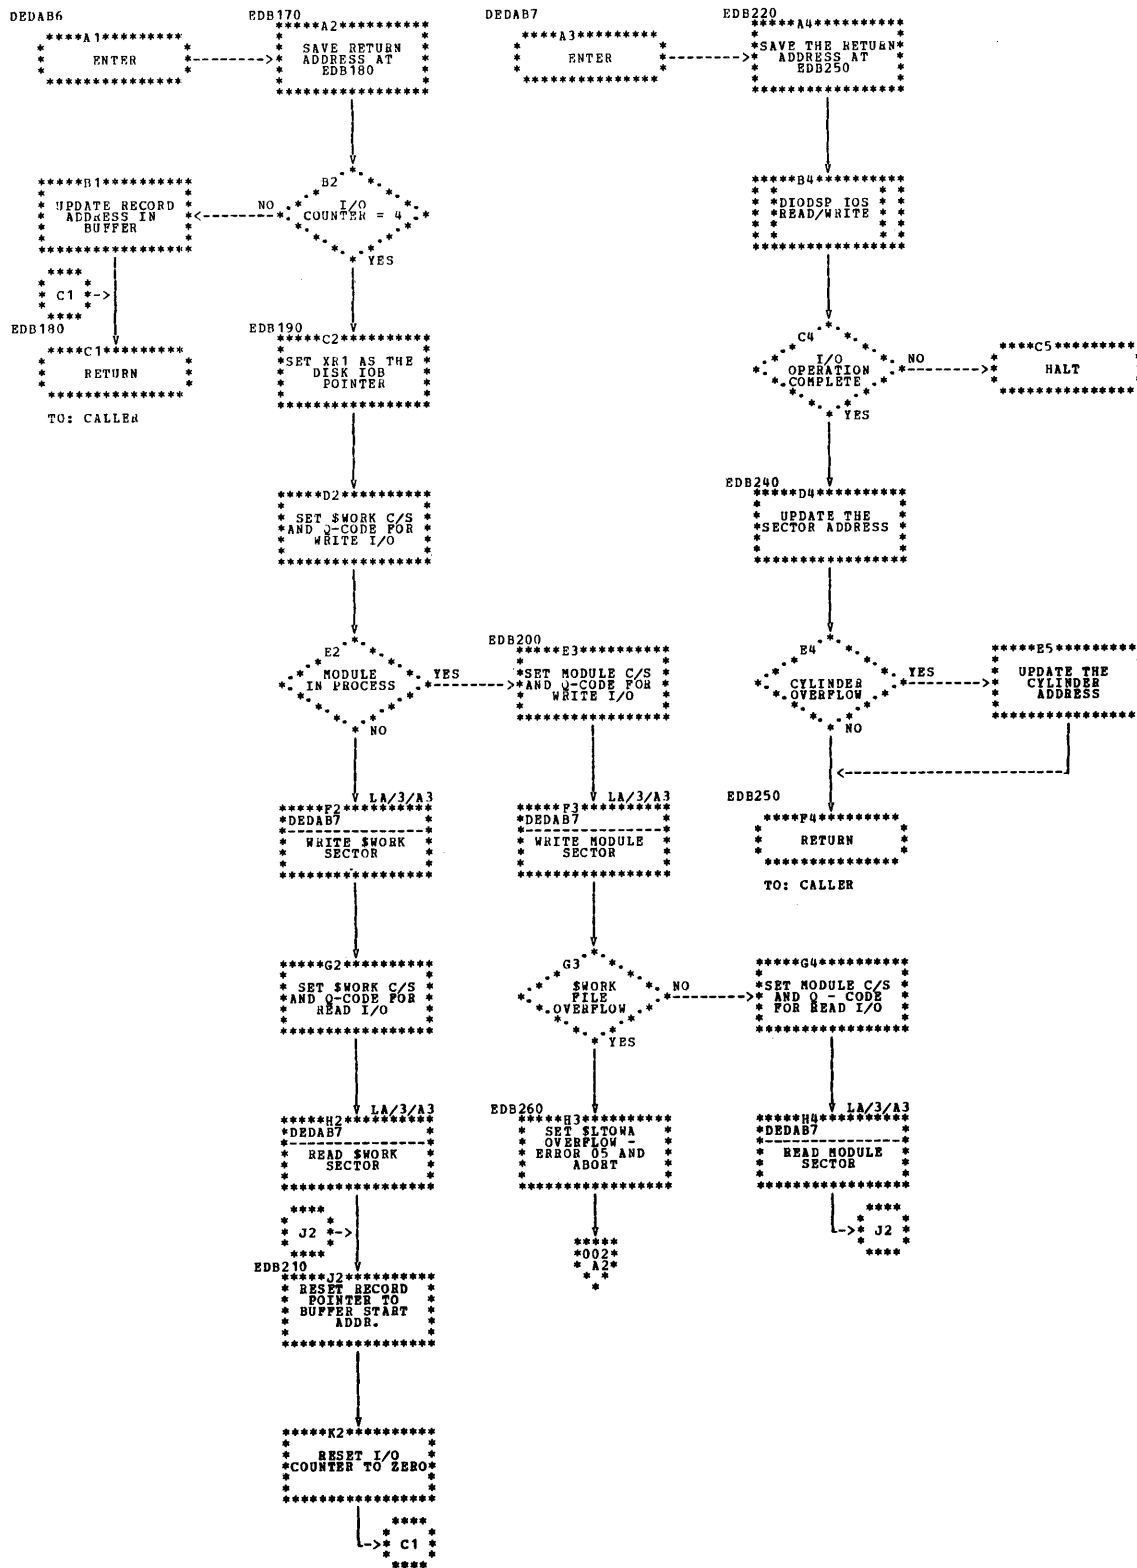 DEDAB6
A1
ENTER
EDB170
A2
SAVE RETURN
ADDRESS AT
EDB180
B2
I/O
COUNTER = 4
NO
YES
B1
UPDATE RECORD
ADDRESS IN
BUFFER
C1
EDB180
C1
RETURN
TO: CALLER
EDB190
C2
SET XR1 AS THE
DISK IOB
POINTER
D2
SET $WORK C/S
AND Q-CODE FOR
WRITE I/O
E2
MODULE
IN PROCESS
YES
NO
LA/3/A3
F2
DEDAB7
WRITE $WORK
SECTOR
G2
SET $WORK C/S
AND Q-CODE FOR
READ I/O
LA/3/A3
H2
DEDAB7
READ $WORK
SECTOR
J2
EDB210
J2
RESET RECORD
POINTER TO
BUFFER START
ADDR.
K2
RESET I/O
COUNTER TO ZERO
C1
EDB200
E3
SET MODULE C/S
AND Q-CODE FOR
WRITE I/O
LA/3/A3
F3
DEDAB7
WRITE MODULE
SECTOR
G3
$WORK
FILE
OVERFLOW
NO
YES
EDB260
H3
SET $LTOWA
OVERFLOW -
ERROR 05 AND
ABORT
002
A2
G4
SET MODULE C/S
AND Q - CODE
FOR READ I/O
LA/3/A3
H4
DEDAB7
READ MODULE
SECTOR
J2
DEDAB7
A3
ENTER
EDB220
A4
SAVE THE RETURN
ADDRESS AT
EDB250
B4
DIODSP IOS
READ/WRITE
C4
I/O
OPERATION
COMPLETE
NO
YES
C5
HALT
EDB240
D4
UPDATE THE
SECTOR ADDRESS
E4
CYLINDER
OVERFLOW
YES
NO
E5
UPDATE THE
CYLINDER
ADDRESS
EDB250
F4
RETURN
TO: CALLER